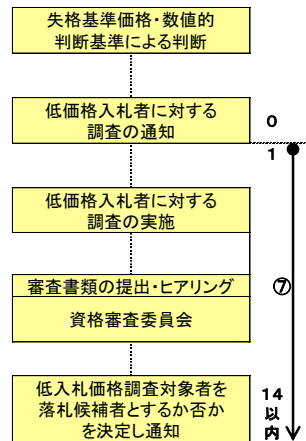 失格基準価格・数値的
判断基準による判断
低価格入札者に対する
調査の通知
0
1
低価格入札者に対する
調査の実施
審査書類の提出・ヒアリング
⑦
資格審査委員会
低入札価格調査対象者を
落札候補者とするか否か
を決定し通知
14
以
内